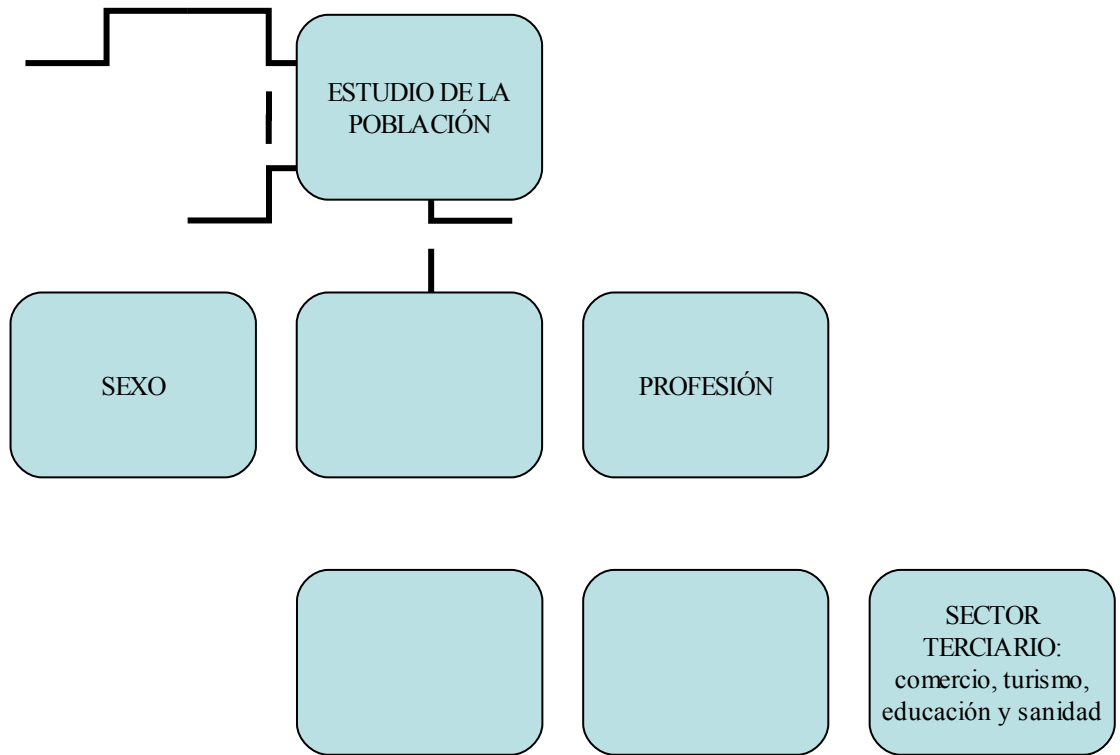 ESTUDIO DE LA
POBLACIÓN
SEXO
PROFESIÓN
SECTOR
TERCIARIO:
comercio, turismo,
educación y sanidad